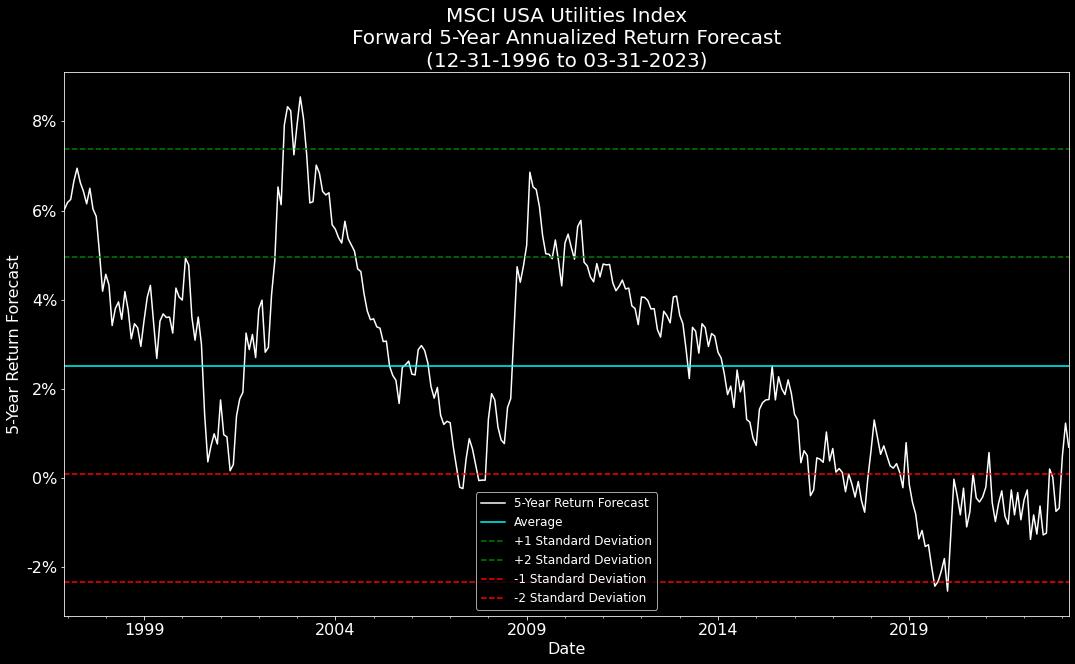 MSCI USA Utilities Index
Forward 5-Year Annualized Return Forecast
(12-31-1996 to 03-31-2023)
8%
6%
4%
2%
0%
-2%
5-Year Return Forecast
5-Year Return Forecast
Average
+1 Standard Deviation
+2 Standard Deviation
-1 Standard Deviation
-2 Standard Deviation
1999 2004 2009 2014 2019
Date